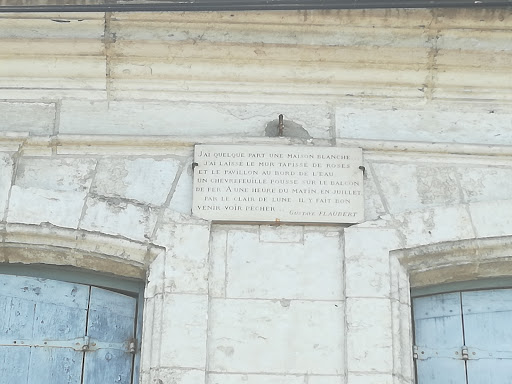 J'AI QUELQUE PART UNE MAISON BLANCHE
J'AI LAISSÉ LE MUR TAPISSÉ DE ROSES
ET LE PAVILLON AU BORD DE L'EAU.
UN CHEVREFEUILLE POUSSE SUR LE BALCON
DE FER A UNE HEURE DU MATIN EN JUILLET
PAR LE CLAIR DE LUNE, IL Y FAIT BON
VENIR VOIR PECHER. GUSTAVE FLAUBERT